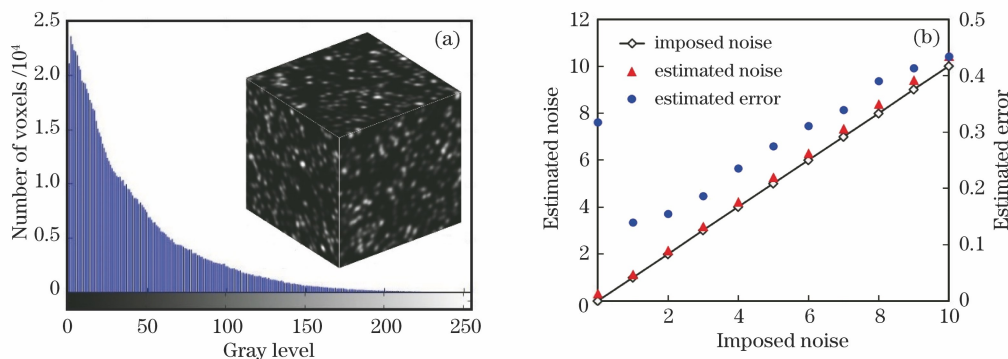 2.5
2.0
1.5
1.0
0.5
0
Number of voxels /10⁴
(a)
0 50 100 150 200 250
Gray level
12
10
8
6
4
2
0
Estimated noise
(b)
imposed noise
estimated noise
estimated error
0.5
0.4
0.3
0.2
0.1
0
Estimated error
2 4 6 8 10
Imposed noise